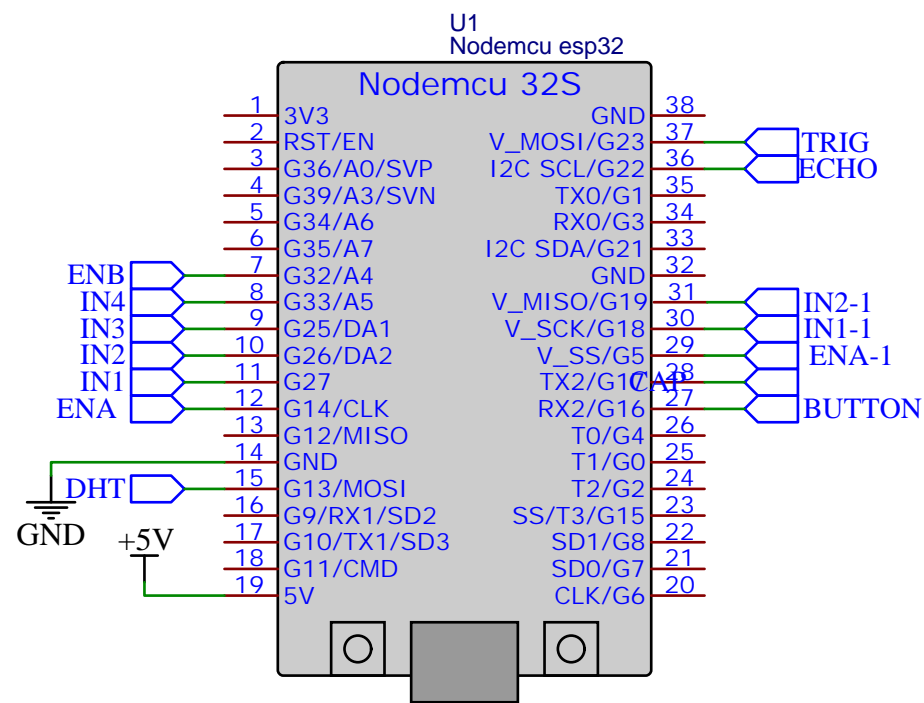 U1
Nodemcu esp32
Nodemcu 32S
1 3V3 GND 38
2 RST/EN V_MOSI/G23 37 TRIG
3 G36/A0/SVP I2C SCL/G22 36 ECHO
4 G39/A3/SVN TX0/G1 35
5 G34/A6 RX0/G3 34
6 G35/A7 I2C SDA/G21 33
ENB 7 G32/A4 GND 32
IN4 8 G33/A5 V_MISO/G19 31 IN2-1
IN3 9 G25/DA1 V_SCK/G18 30 IN1-1
IN2 10 G26/DA2 V_SS/G5 29 ENA-1
IN1 11 G27 TX2/G17 CAP 28
ENA 12 G14/CLK RX2/G16 27 BUTTON
13 G12/MISO T0/G4 26
14 GND T1/G0 25
DHT 15 G13/MOSI T2/G2 24
16 G9/RX1/SD2 SS/T3/G15 23
GND
+5V 17 G10/TX1/SD3 SD1/G8 22
18 G11/CMD SD0/G7 21
19 5V CLK/G6 20